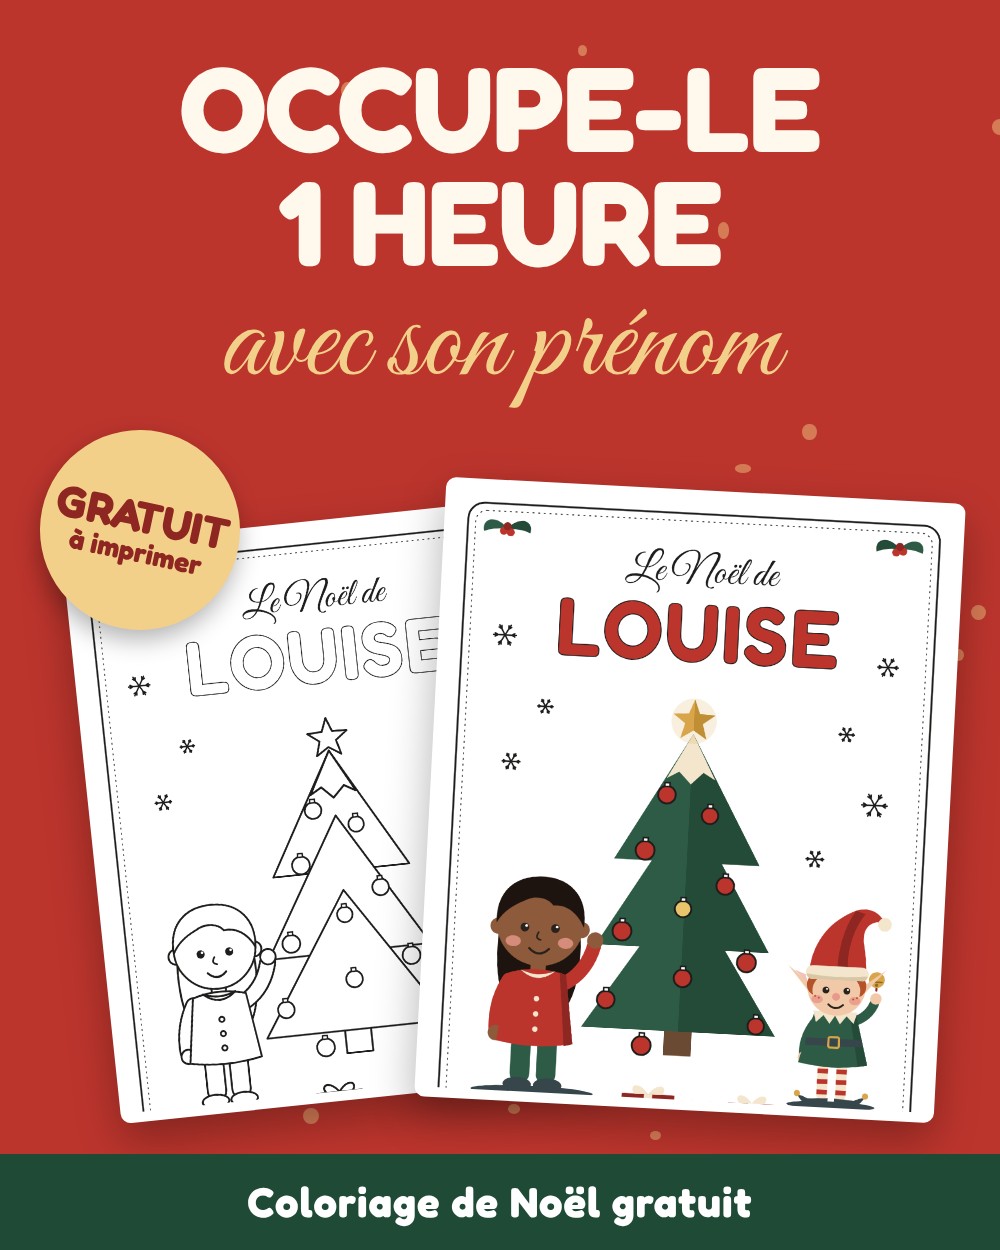 OCCUPE-LE
1 HEURE
avec son prénom
GRATUIT
à imprimer
Le Noël de
LOUISE
Le Noël de
LOUISE
Coloriage de Noël gratuit